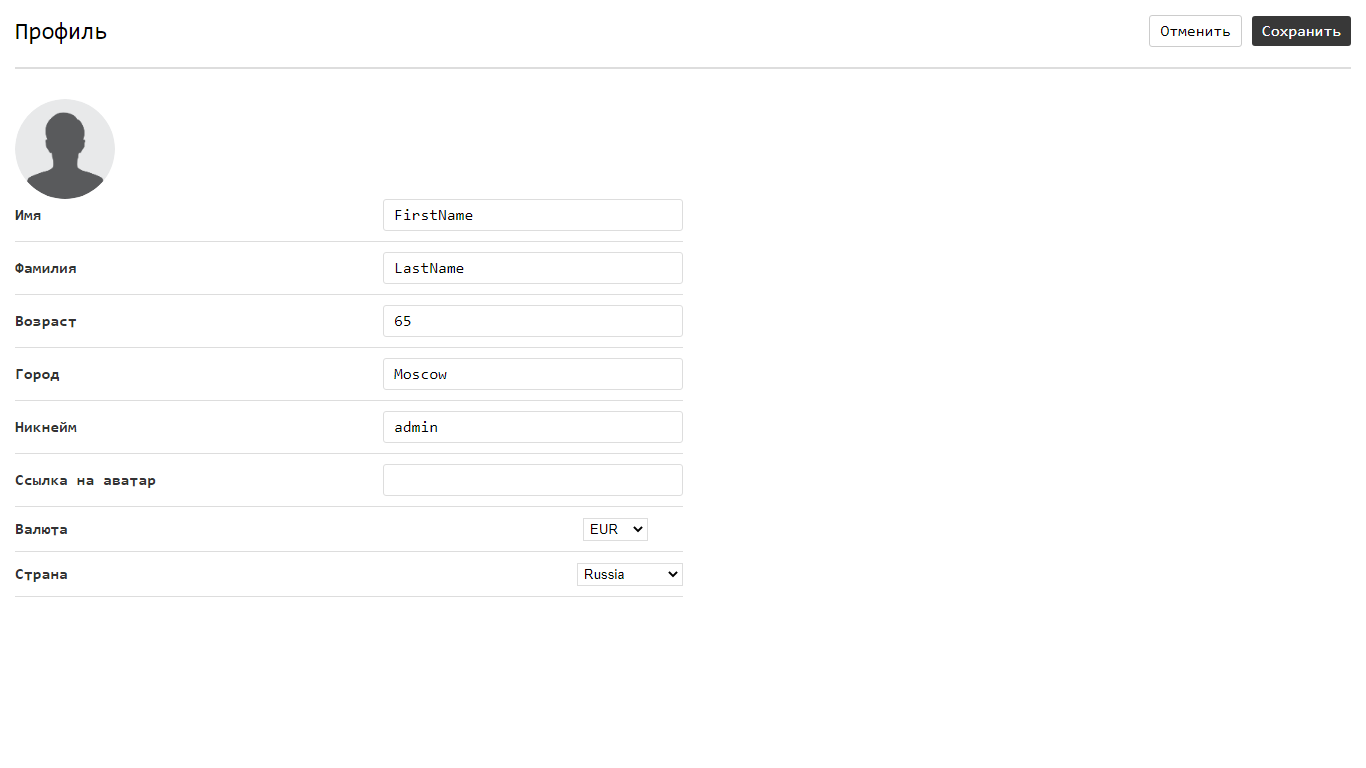 Профиль
Отменить
Сохранить
Имя FirstName
Фамилия LastName
Возраст 65
Город Moscow
Никнейм admin
Ссылка на аватар
Валюта EUR
Страна Russia